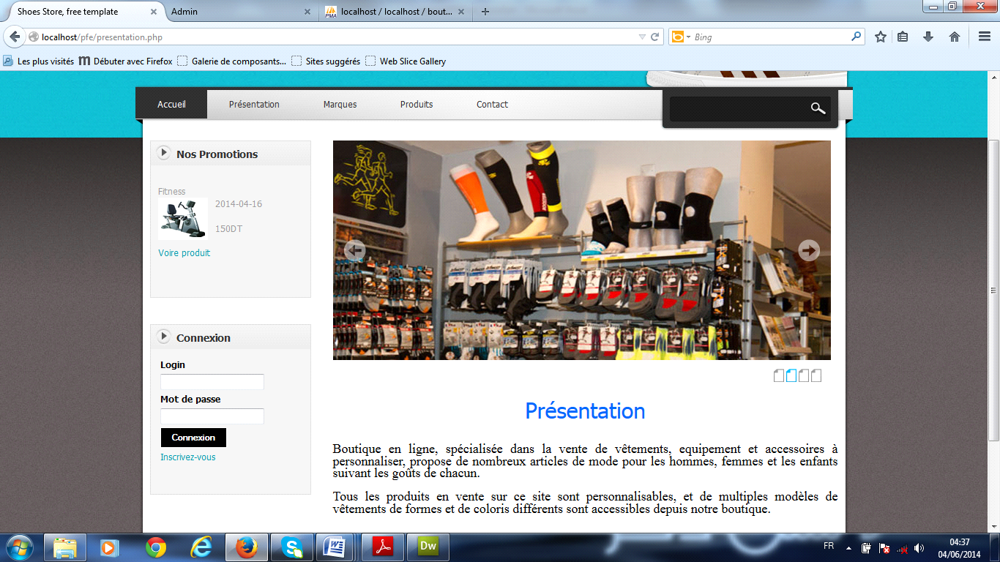 Shoes Store, free template
Admin
localhost / localhost / bout...
localhost/pfe/presentation.php
Bing
Les plus visités
Débuter avec Firefox
Galerie de composants...
Sites suggérés
Web Slice Gallery
Accueil
Présentation
Marques
Produits
Contact
Nos Promotions
Fitness
2014-04-16
150DT
Voire produit
Connexion
Login
Mot de passe
Connexion
Inscrivez-vous
Présentation
Boutique en ligne, spécialisée dans la vente de vêtements, equipement et accessoires à
personnaliser, propose de nombreux articles de mode pour les hommes, femmes et les enfants
suivant les goûts de chacun.
Tous les produits en vente sur ce site sont personnalisables, et de multiples modèles de
vêtements de formes et de coloris différents sont accessibles depuis notre boutique.
FR
04:37
04/06/2014